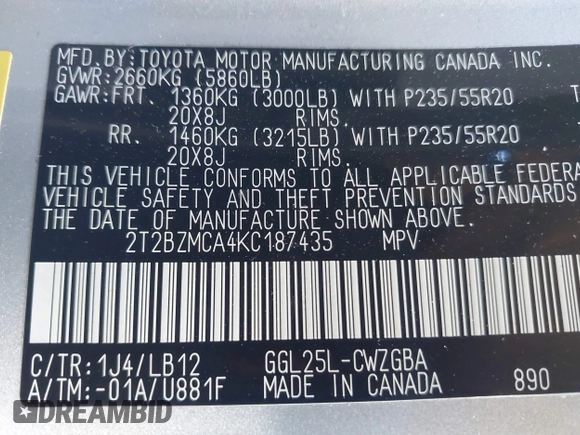 MFD.BY:TOYOTA MOTOR MANUFACTURING CANADA INC.
GVWR:2660KG (5860LB)
GAWR:FRT. 1360KG (3000LB) WITH P235/55R20
20X8J RIMS.
RR. 1460KG (3215LB) WITH P235/55R20
20X8J RIMS.
THIS VEHICLE CONFORMS TO ALL APPLICABLE FEDERA
VEHICLE SAFETY AND THEFT PREVENTION STANDARD
THE DATE OF MANUFACTURE SHOWN ABOVE.
2T2BZMCA4KC187435 MPV
C/TR:1J4/LB12 GGL25L-CWZGBA
A/TM:-01A/U881F MADE IN CANADA 890
DREAMBID